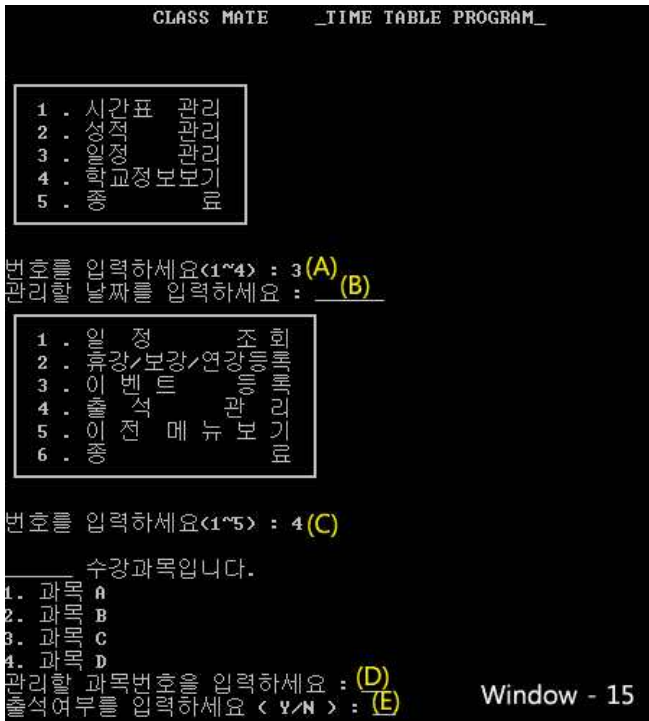 CLASS MATE _TIME TABLE PROGRAM_
1 . 시간표 관리
2 . 성적 관리
3 . 일정 관리
4 . 학교정보보기
5 . 종 료
번호를 입력하세요(1~4) : 3 (A)
관리할 날짜를 입력하세요 : ______ (B)
1 . 일 정 조 회
2 . 휴강/보강/연강등록
3 . 이 벤 트 등 록
4 . 출 석 관 리
5 . 이 전 메 뉴 보 기
6 . 종 료
번호를 입력하세요(1~5) : 4 (C)
______ 수강과목입니다.
1. 과목 A
2. 과목 B
3. 과목 C
4. 과목 D
관리할 과목번호을 입력하세요 : (D)
출석여부를 입력하세요 ( Y/N ) : (E)
Window - 15